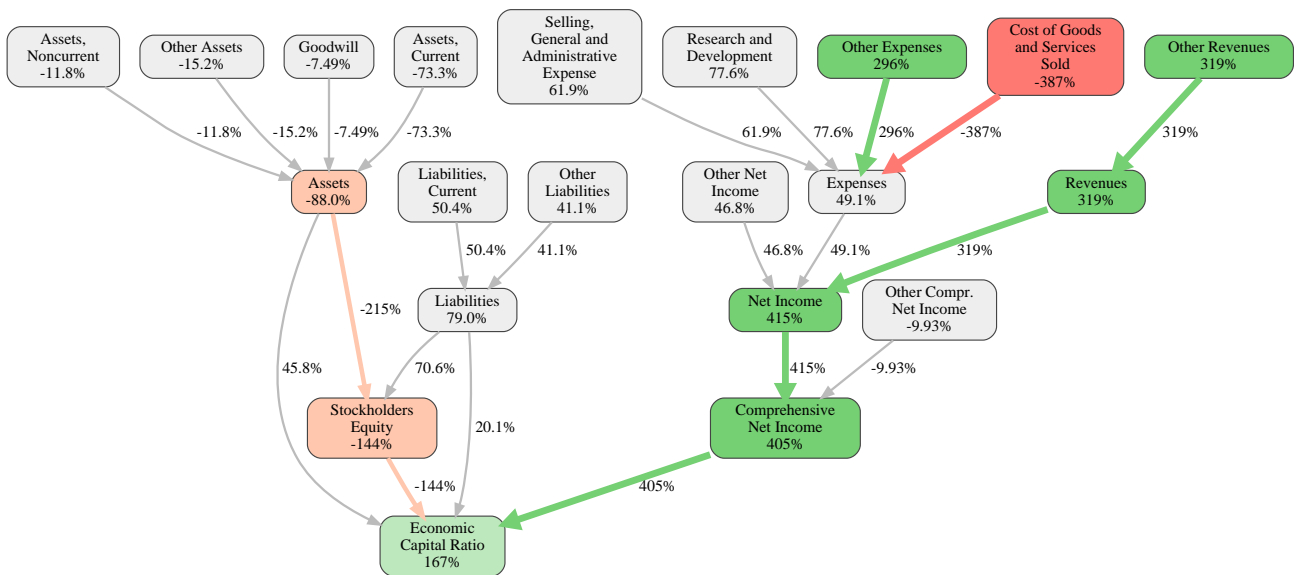 Assets,
Noncurrent
-11.8%
Other Assets
-15.2%
Goodwill
-7.49%
Assets,
Current
-73.3%
Selling,
General and
Administrative
Expense
61.9%
Research and
Development
77.6%
Other Expenses
296%
Cost of Goods
and Services
Sold
-387%
Other Revenues
319%
-11.8%
-15.2%
-7.49%
-73.3%
61.9%
77.6%
296%
-387%
319%
Assets
-88.0%
Liabilities,
Current
50.4%
Other
Liabilities
41.1%
Other Net
Income
46.8%
Expenses
49.1%
Revenues
319%
50.4%
41.1%
46.8%
49.1%
319%
-215%
Liabilities
79.0%
Net Income
415%
Other Compr.
Net Income
-9.93%
45.8%
70.6%
415%
-9.93%
Stockholders
Equity
-144%
20.1%
Comprehensive
Net Income
405%
-144%
405%
Economic
Capital Ratio
167%